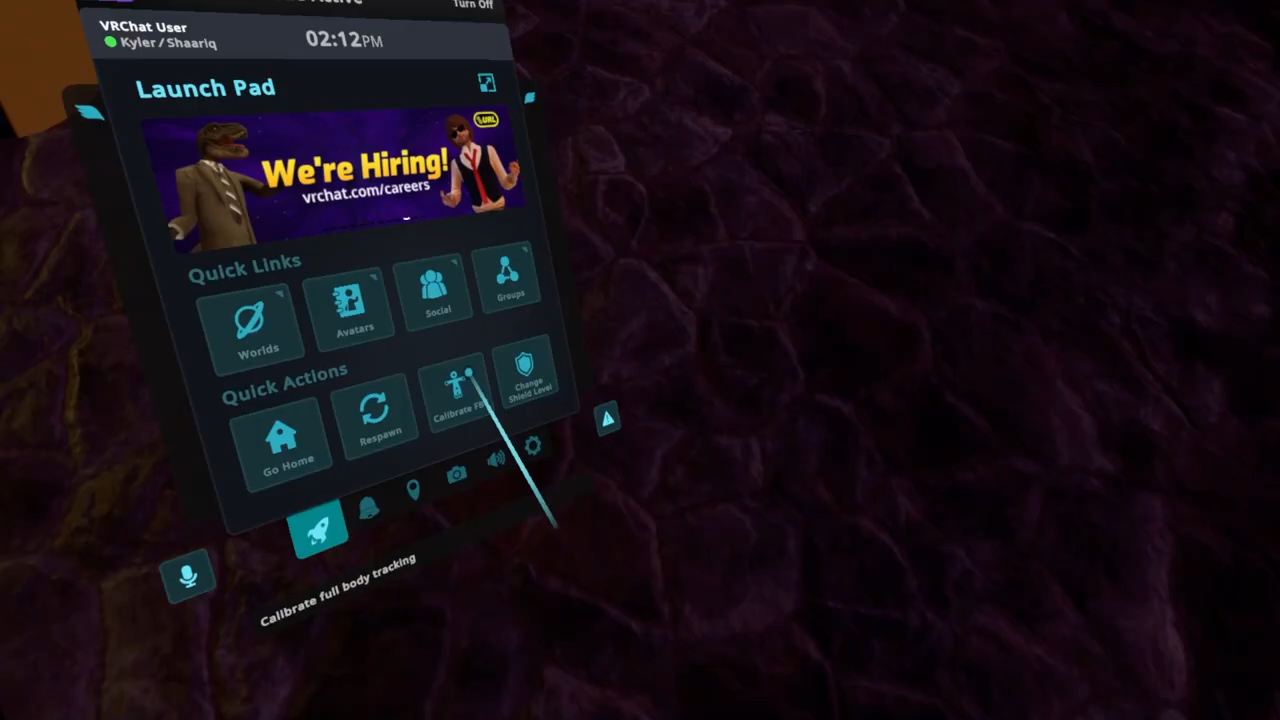 Turn Off
VRChat User
Kyler / Shaariq
02:12PM
Launch Pad
URL
We're Hiring!
vrchat.com/careers
Quick Links
Worlds
Avatars
Social
Groups
Quick Actions
Go Home
Respawn
Calibrate
Change
Shield Level
Calibrate full body tracking